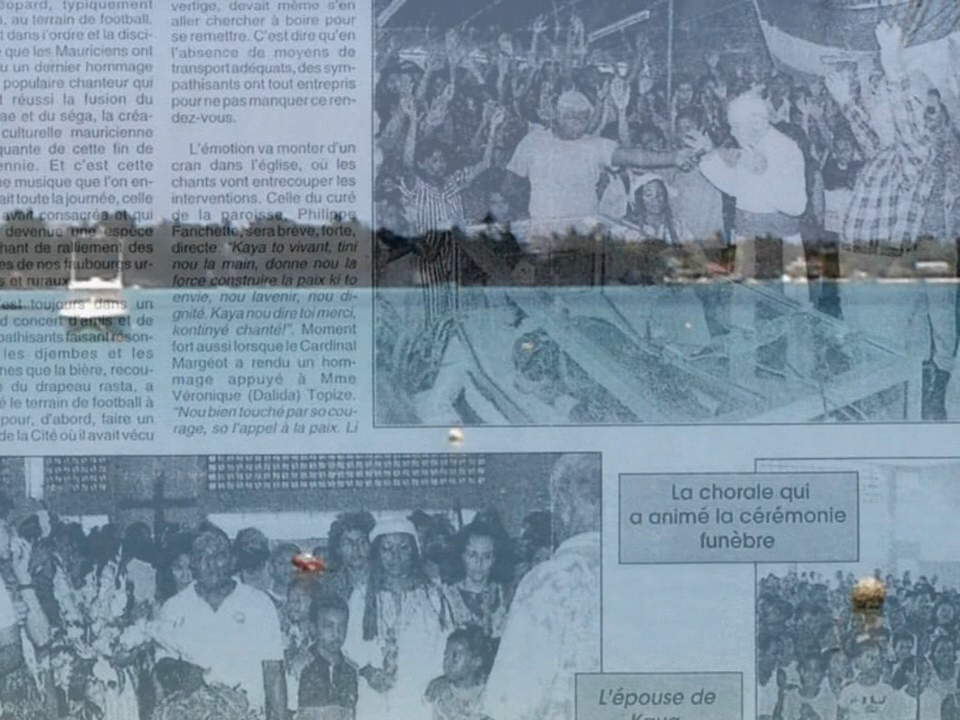 éopard, typiquement
, au terrain de football.
t dans l'ordre et la disci-
que les Mauriciens ont
u un dernier hommage
populaire chanteur qui
t réussi la fusion du
ae et du séga, la créa-
culturelle mauricienne
quante de cette fin de
ennie. Et c'est cette
e musique que l'on en-
ait toute la journée, celle
avait consacrée et qui
devenue une espèce
hant de ralliement des
es de nos faubourgs ur-
s et ruraux
est toujours dans un
d concert d'amis et de
pathisants faisant réson-
les djembes et les
nes que la bière, recou-
du drapeau rasta, a
é le terrain de football à
pour, d'abord, faire un
de la Cité où il avait vécu
vertige, devait même s'en
aller chercher à boire pour
se remettre. C'est dire qu'en
l'absence de moyens de
transport adéquats, des sym-
pathisants ont tout entrepris
pour ne pas manquer ce ren-
dez-vous.
L'émotion va monter d'un
cran dans l'église, où les
chants vont entrecouper les
interventions. Celle du curé
de la paroisse, Philippe
Fanchette, sera brève, forte,
directe. "Kaya to vivant, tini
nou la main, donne nou la
force construire la paix ki to
envie, nou lavenir, nou di-
gnité. Kaya nou dire toi merci,
kontinyé chanté!". Moment
fort aussi lorsque le Cardinal
Margéot a rendu un hom-
mage appuyé à Mme
Véronique (Dalida) Topize.
"Nou bien touché par so cou-
rage, so l'appel à la paix. Li
La chorale qui
a animé la cérémonie
funèbre
L'épouse de
Kaya